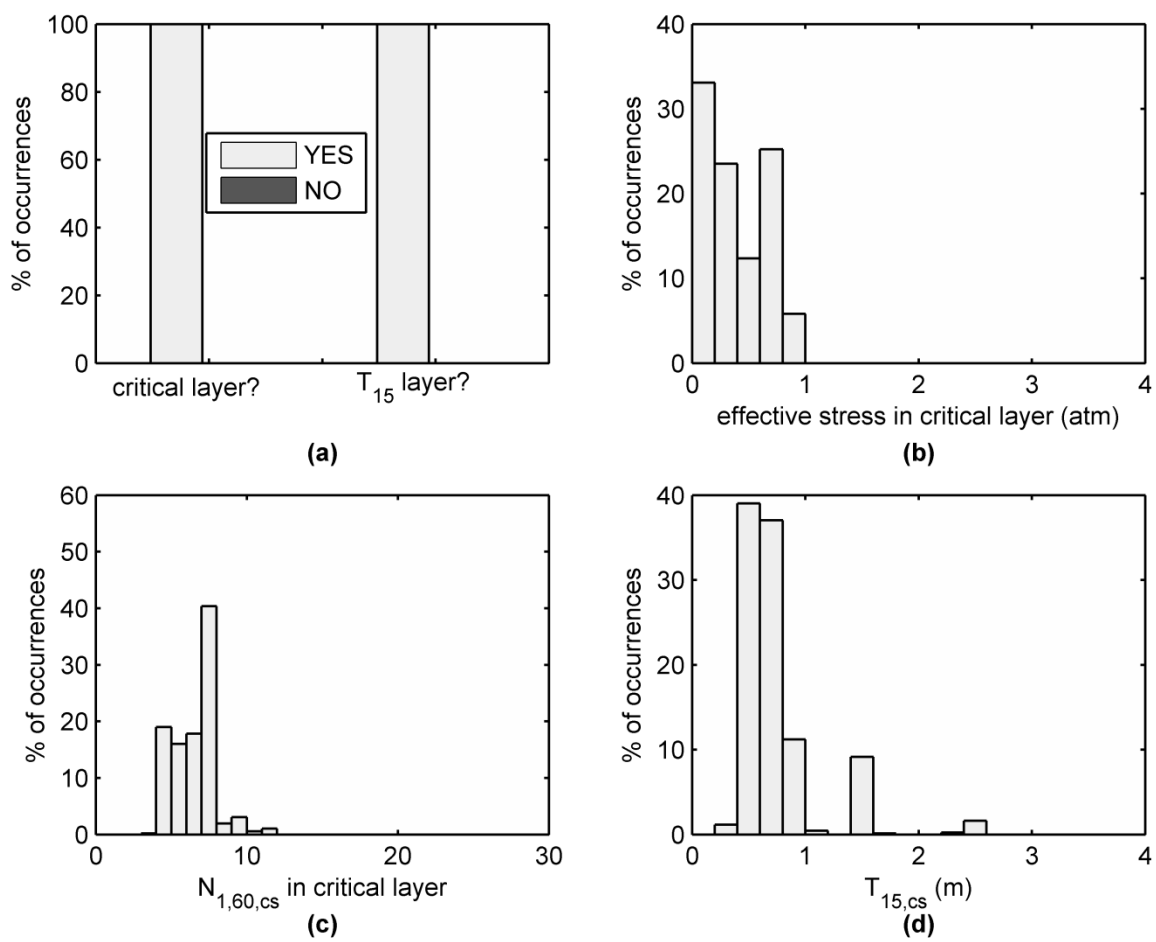 % of occurrences
100
80
60
40
20
0
YES
NO
critical layer?
T15 layer?
(a)
% of occurrences
40
30
20
10
0
0 1 2 3 4
effective stress in critical layer (atm)
(b)
% of occurrences
60
50
40
30
20
10
0
0 10 20 30
N1,60,cs in critical layer
(c)
% of occurrences
40
30
20
10
0
0 1 2 3 4
T15,cs (m)
(d)